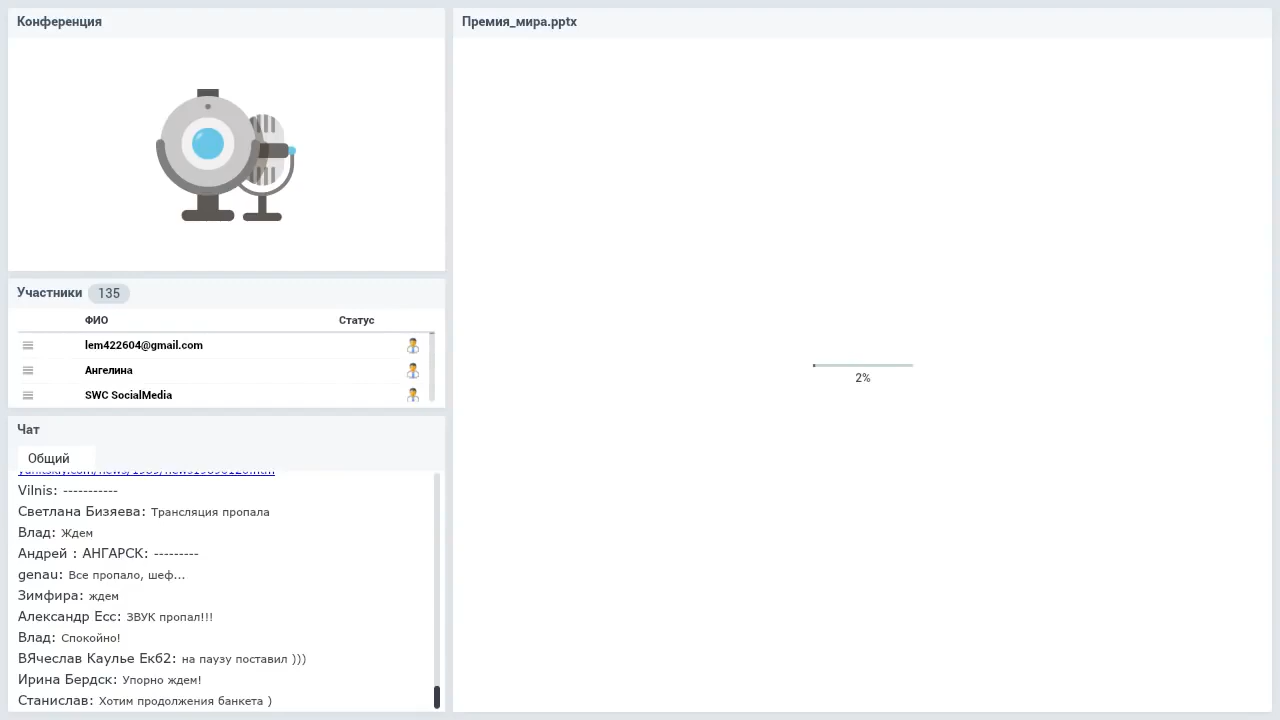 Конференция
Премия_мира.pptx
Участники 135
ФИО Статус
lem422604@gmail.com
Ангелина
SWC SocialMedia
2%
Чат
Общий
Vilnis: -----------
Светлана Бизяева: Трансляция пропала
Влад: Ждем
Андрей : АНГАРСК: ---------
genau: Все пропало, шеф...
Зимфира: ждем
Александр Есс: ЗВУК пропал!!!
Влад: Спокойно!
ВЯчеслав Каулье Екб2: на паузу поставил )))
Ирина Бердск: Упорно ждем!
Станислав: Хотим продолжения банкета )